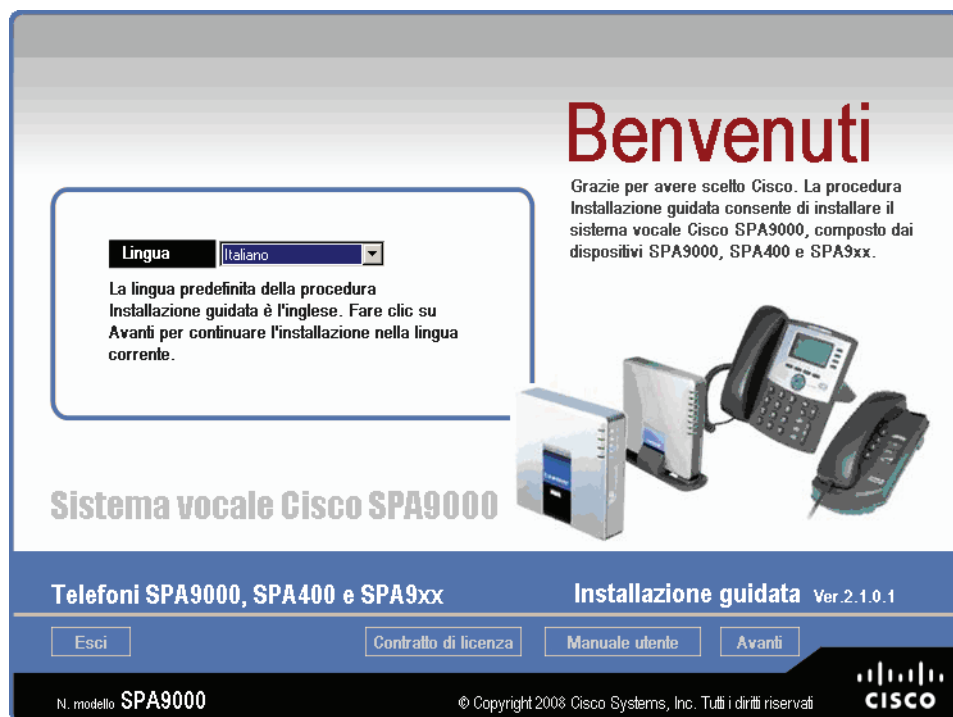 Benvenuti
Grazie per avere scelto Cisco. La procedura
Installazione guidata consente di installare il
sistema vocale Cisco SPA9000, composto dai
dispositivi SPA9000, SPA400 e SPA9xx.
Lingua
Italiano
La lingua predefinita della procedura
Installazione guidata è l'inglese. Fare clic su
Avanti per continuare l'installazione nella lingua
corrente.
Sistema vocale Cisco SPA9000
Telefoni SPA9000, SPA400 e SPA9xx
Installazione guidata Ver.2.1.0.1
Esci
Contratto di licenza
Manuale utente
Avanti
N. modello SPA9000
© Copyright 2008 Cisco Systems, Inc. Tutti i diritti riservati
CISCO